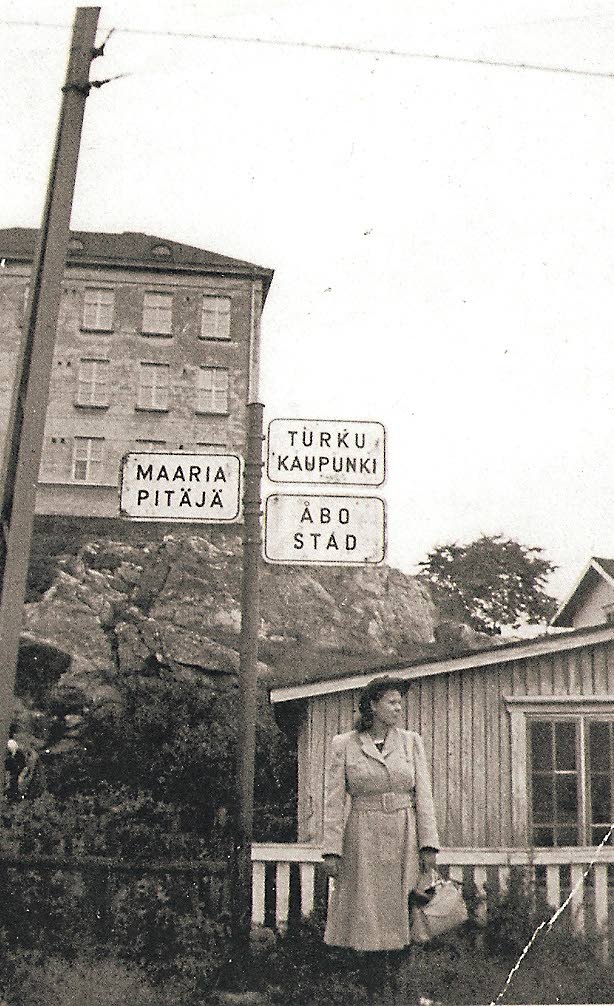 MAARIA
PITÄJÄ
TURKU
KAUPUNKI
ÅBO
STAD